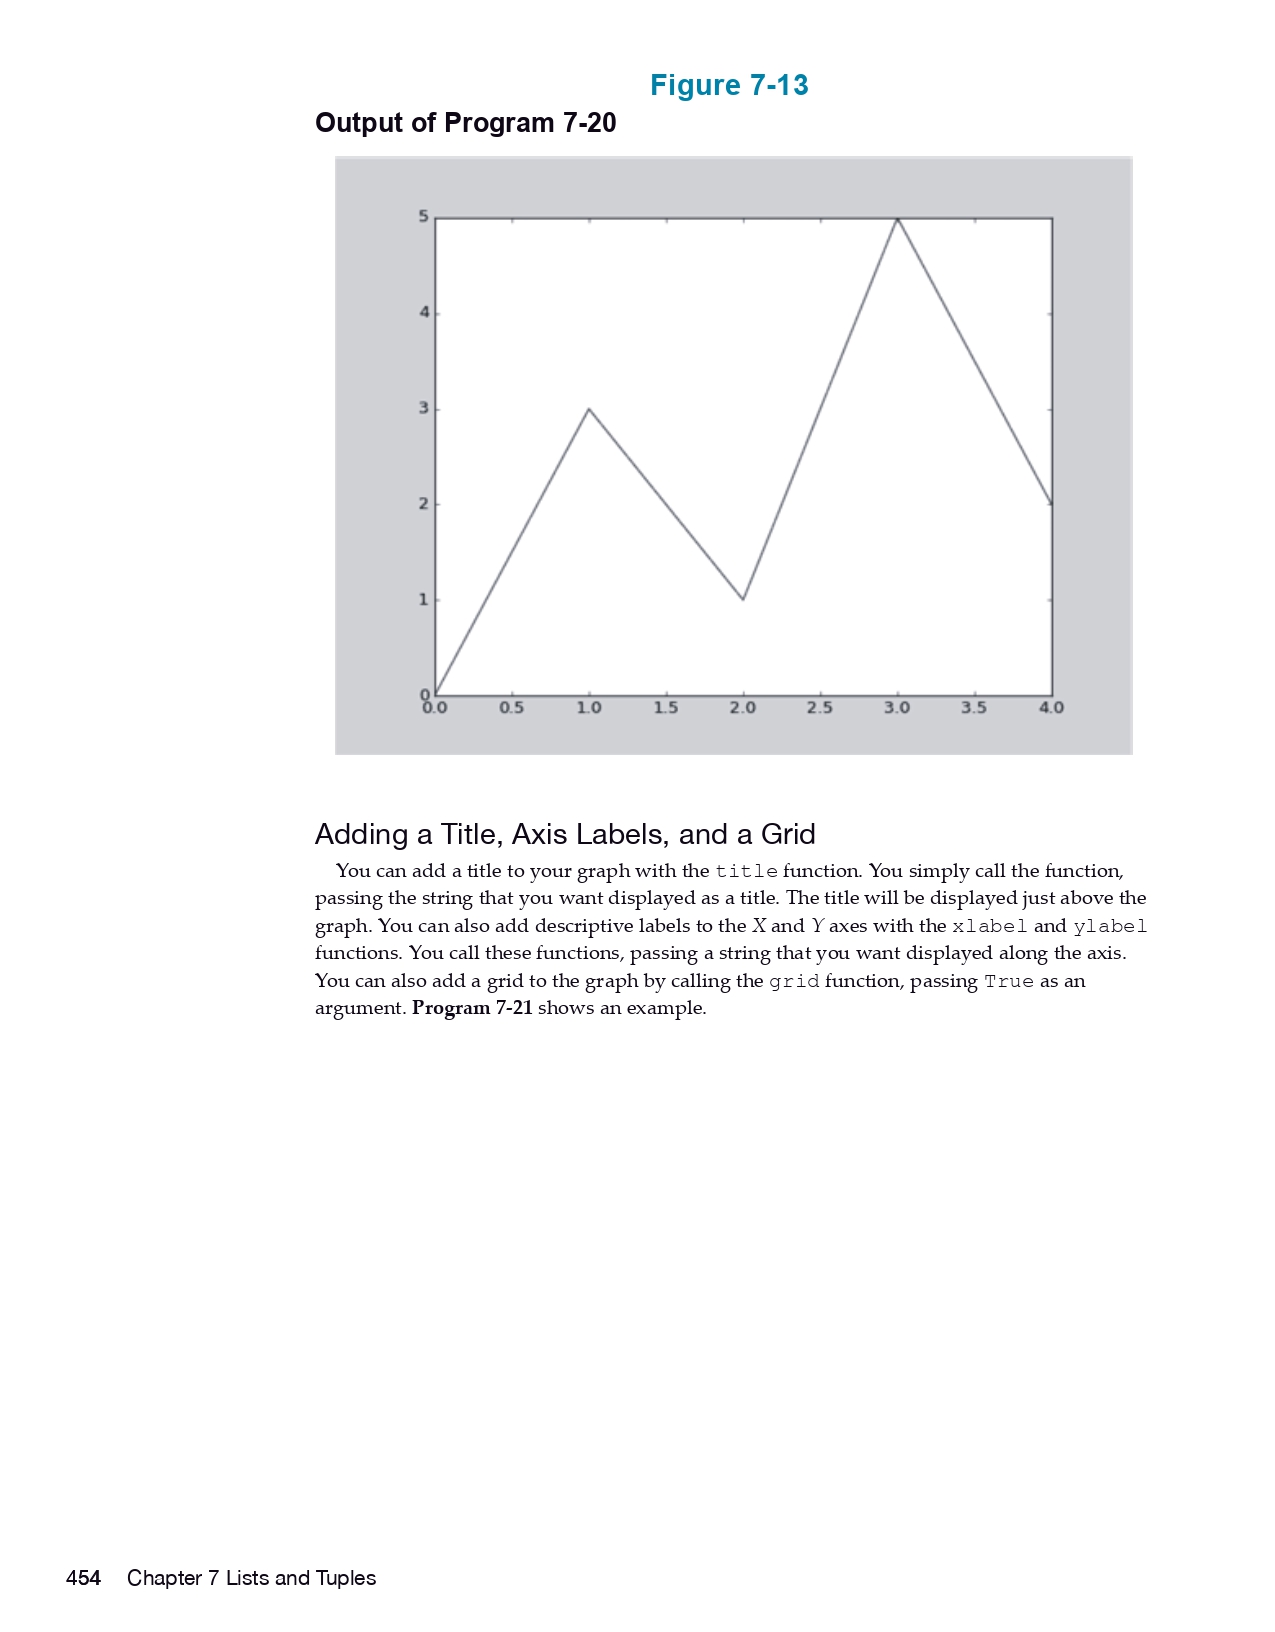 Figure 7-13
Output of Program 7-20
5
4
3
2
1
0
0.0 0.5 1.0 1.5 2.0 2.5 3.0 3.5 4.0
Adding a Title, Axis Labels, and a Grid
You can add a title to your graph with the title function. You simply call the function,
passing the string that you want displayed as a title. The title will be displayed just above the
graph. You can also add descriptive labels to the X and Y axes with the xlabel and ylabel
functions. You call these functions, passing a string that you want displayed along the axis.
You can also add a grid to the graph by calling the grid function, passing True as an
argument. Program 7-21 shows an example.
454 Chapter 7 Lists and Tuples